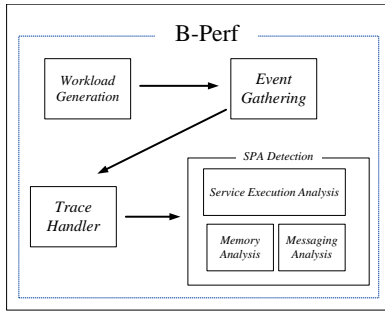 B-Perf
Workload
Generation
Event
Gathering
Trace
Handler
SPA Detection
Service Execution Analysis
Memory
Analysis
Messaging
Analysis